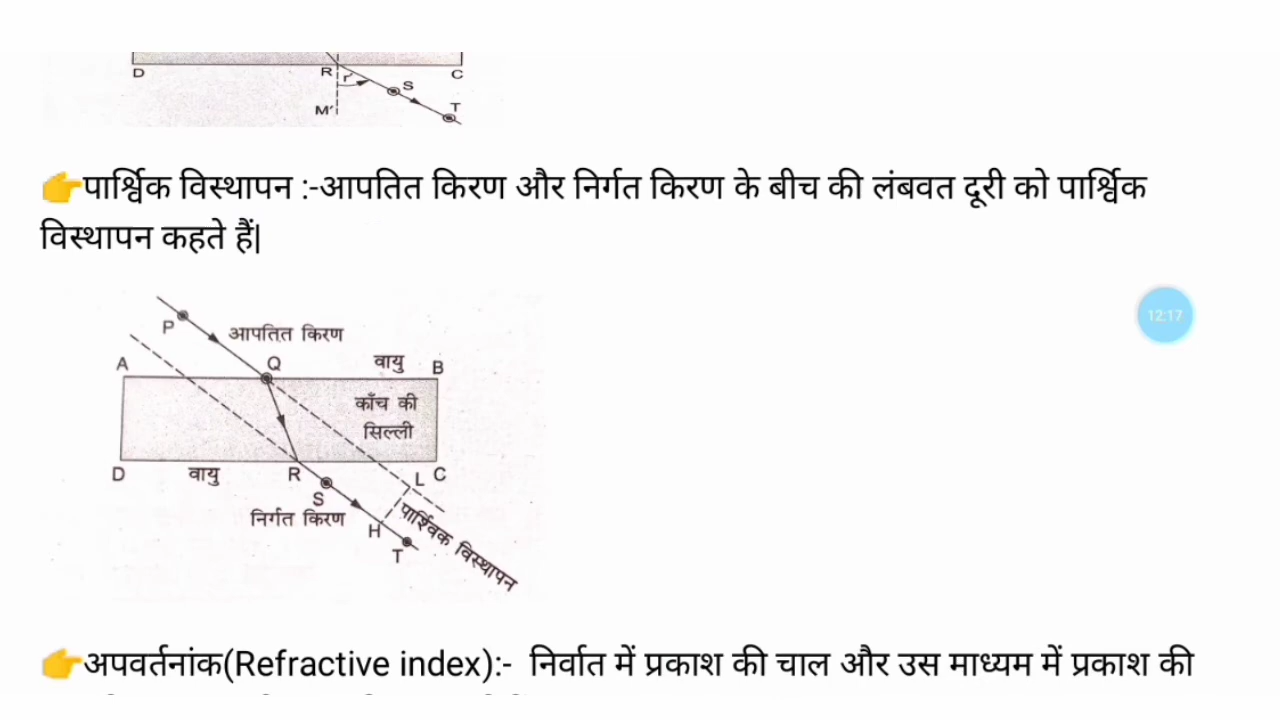 D R r' S C
M' T
👉पार्श्विक विस्थापन :-आपतित किरण और निर्गत किरण के बीच की लंबवत दूरी को पार्श्विक
विस्थापन कहते हैं|
P आपतित किरण
A Q वायु B
काँच की
सिल्ली
D वायु R L C
S
निर्गत किरण H
T
पार्श्विक विस्थापन
12:17
👉अपवर्तनांक(Refractive index):- निर्वात में प्रकाश की चाल और उस माध्यम में प्रकाश की